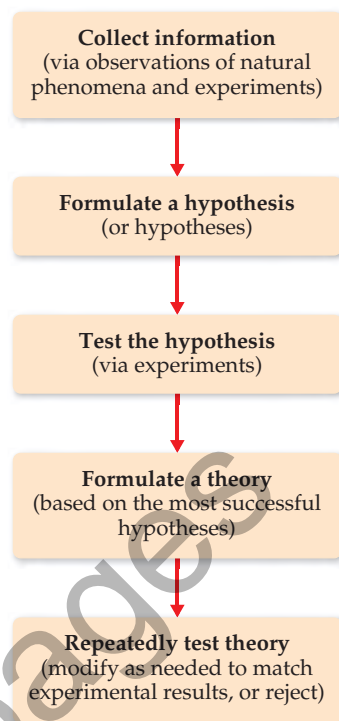 Collect information
(via observations of natural
phenomena and experiments)
Formulate a hypothesis
(or hypotheses)
Test the hypothesis
(via experiments)
Formulate a theory
(based on the most successful
hypotheses)
Repeatedly test theory
(modify as needed to match
experimental results, or reject)
ages